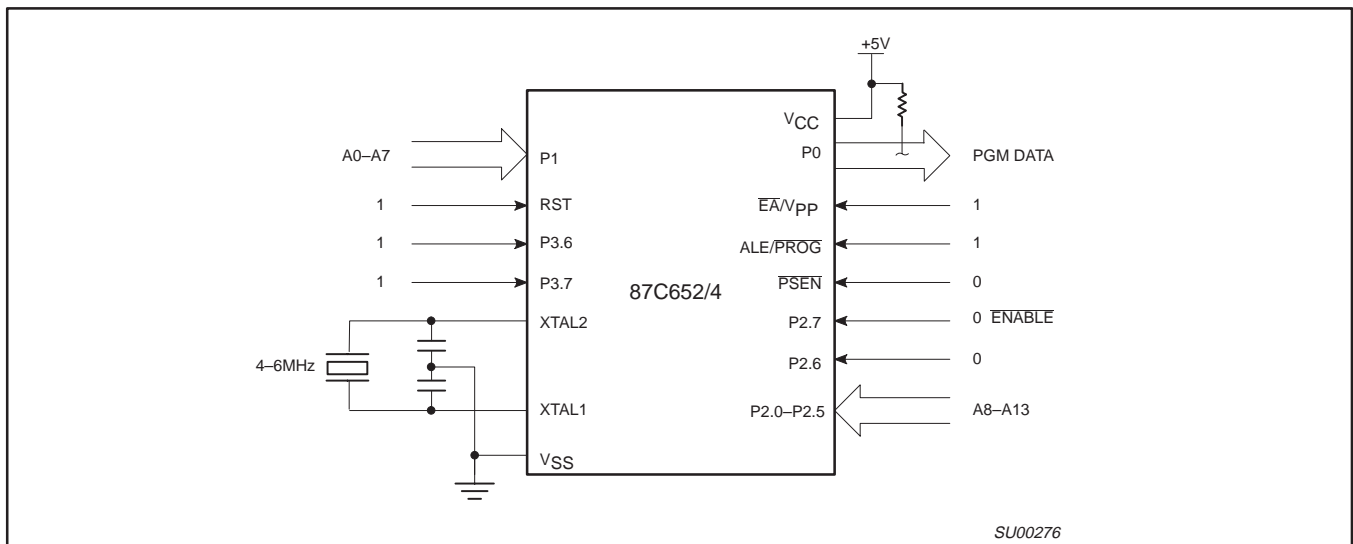 +5V
VCC
A0–A7
P1
P0
PGM DATA
1
RST
EA/VPP
1
1
P3.6
ALE/PROG
1
1
P3.7
PSEN
0
87C652/4
XTAL2
P2.7
0 ENABLE
4–6MHz
P2.6
0
XTAL1
P2.0–P2.5
A8–A13
VSS
SU00276